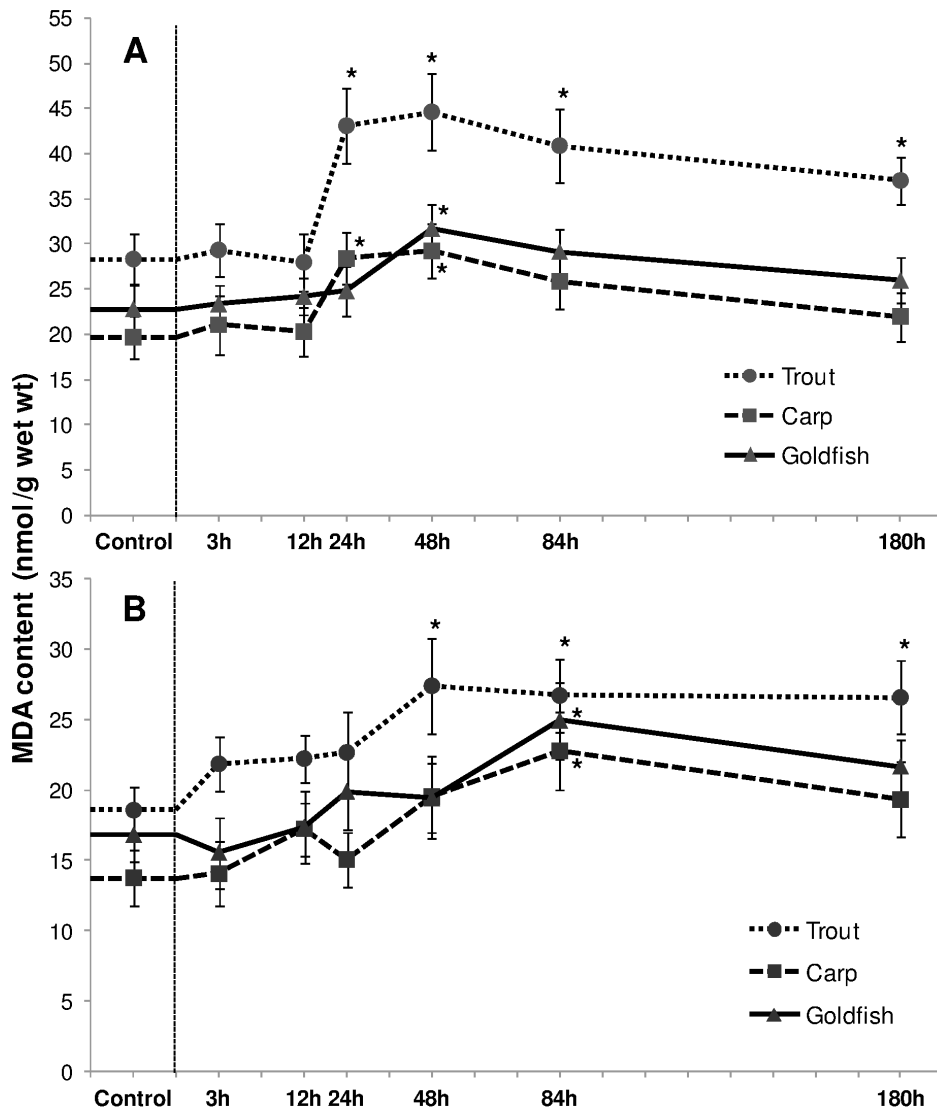 MDA content (nmol/g wet wt)
A
55
50
45
40
35
30
25
20
15
10
5
0
* * * *
* * *
Trout
Carp
Goldfish
Control 3h 12h 24h 48h 84h 180h
B
35
30
25
20
15
10
5
0
* * *
*
*
Trout
Carp
Goldfish
Control 3h 12h 24h 48h 84h 180h